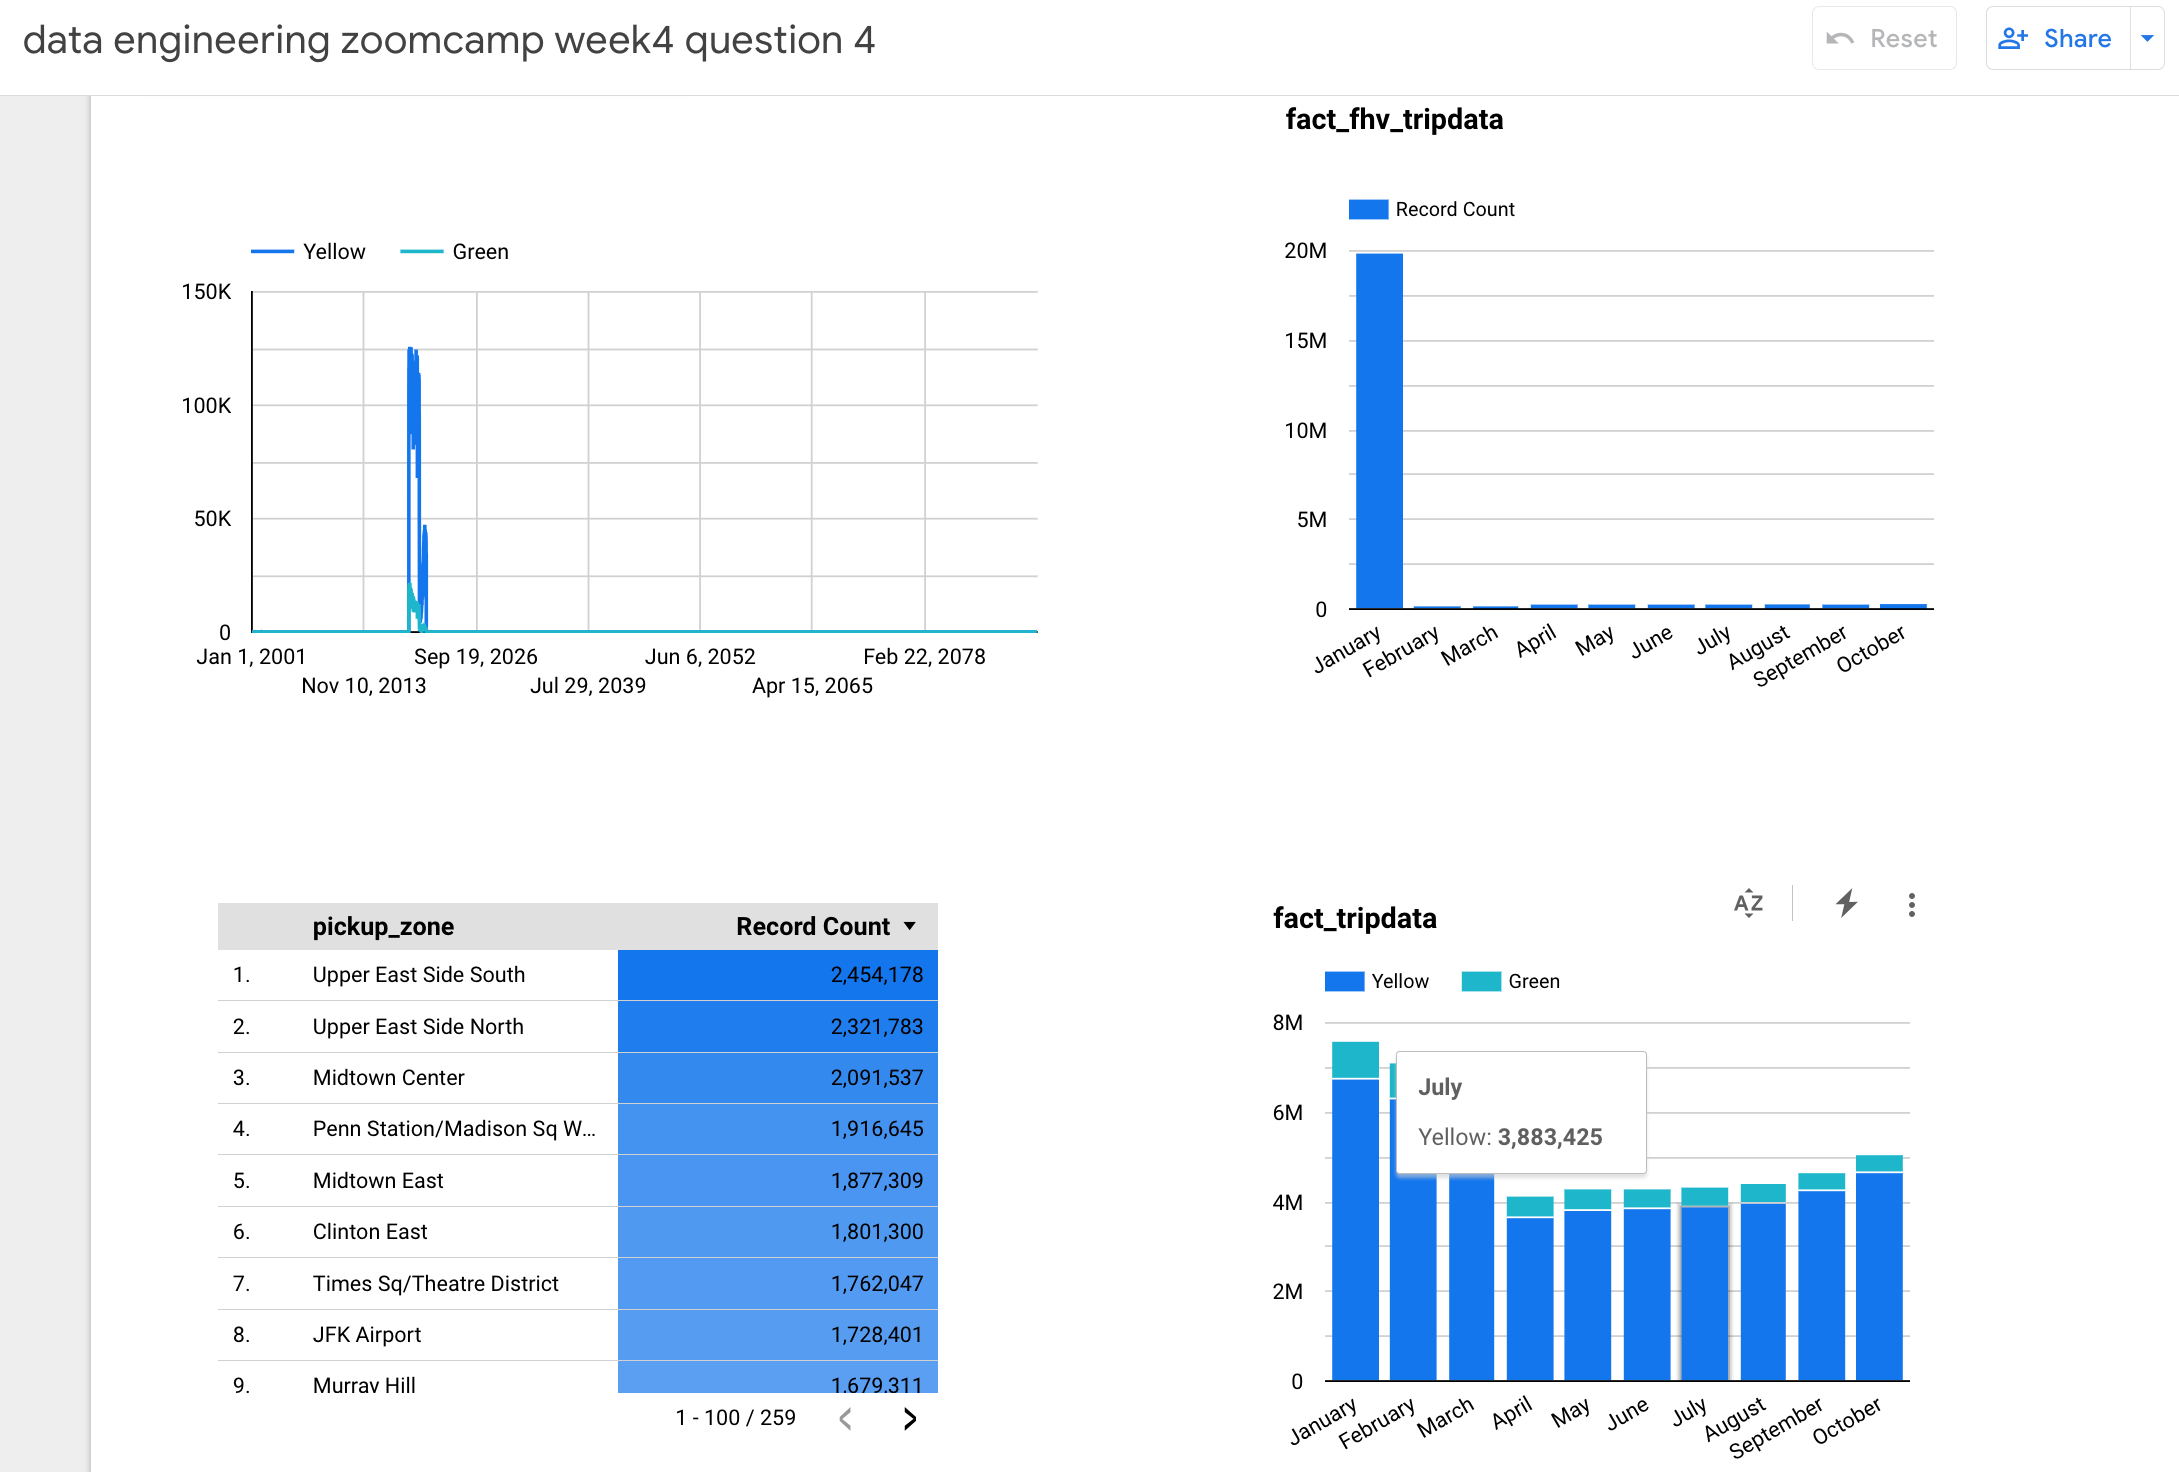 data engineering zoomcamp week4 question 4
Reset
Share
Yellow
Green
150K
100K
50K
0
Jan 1, 2001
Sep 19, 2026
Jun 6, 2052
Feb 22, 2078
Nov 10, 2013
Jul 29, 2039
Apr 15, 2065
fact_fhv_tripdata
Record Count
20M
15M
10M
5M
0
January
February
March
April
May
June
July
August
September
October
pickup_zone Record Count
1. Upper East Side South 2,454,178
2. Upper East Side North 2,321,783
3. Midtown Center 2,091,537
4. Penn Station/Madison Sq W... 1,916,645
5. Midtown East 1,877,309
6. Clinton East 1,801,300
7. Times Sq/Theatre District 1,762,047
8. JFK Airport 1,728,401
9. Murray Hill 1,679,311
1 - 100 / 259
fact_tripdata
AZ
Yellow
Green
8M
6M
4M
2M
0
July
Yellow: 3,883,425
January
February
March
April
May
June
July
August
September
October